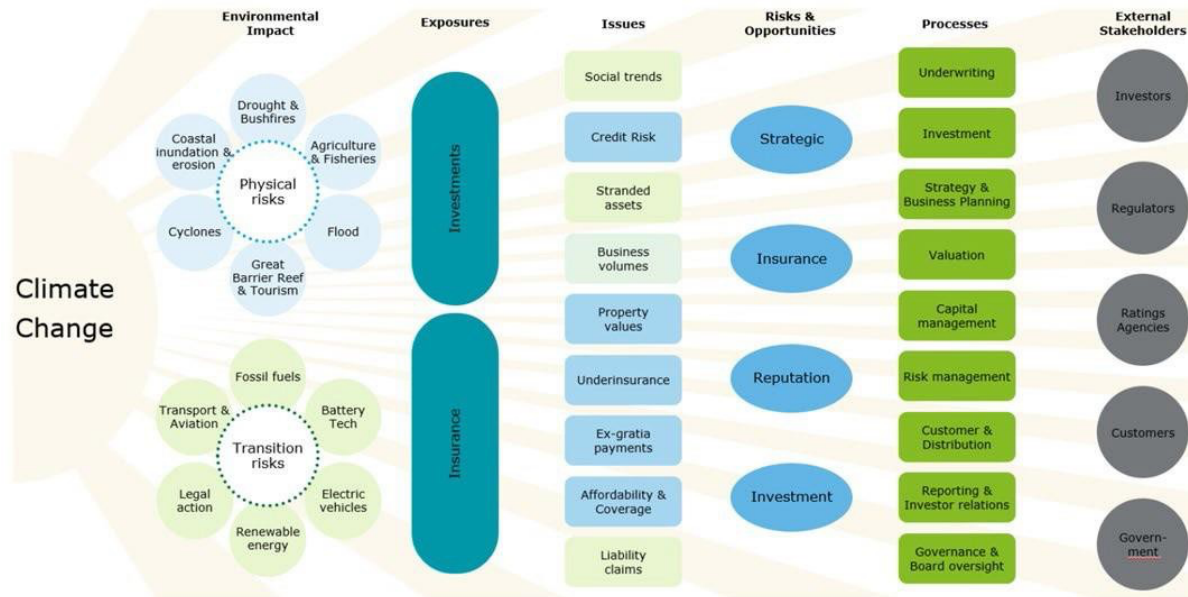 Environmental
Impact
Exposures
Issues
Risks &
Opportunities
Processes
External
Stakeholders
Climate
Change
Drought &
Bushfires
Coastal
inundation &
erosion
Agriculture
& Fisheries
Physical
risks
Cyclones
Flood
Great
Barrier Reef
& Tourism
Fossil fuels
Transport &
Aviation
Battery
Tech
Transition
risks
Legal
action
Electric
vehicles
Renewable
energy
Investments
Insurance
Social trends
Credit Risk
Stranded
assets
Business
volumes
Property
values
Underinsurance
Ex-gratia
payments
Affordability &
Coverage
Liability
claims
Strategic
Insurance
Reputation
Investment
Underwriting
Investment
Strategy &
Business Planning
Valuation
Capital
management
Risk management
Customer &
Distribution
Reporting &
Investor relations
Governance &
Board oversight
Investors
Regulators
Ratings
Agencies
Customers
Govern-
ment